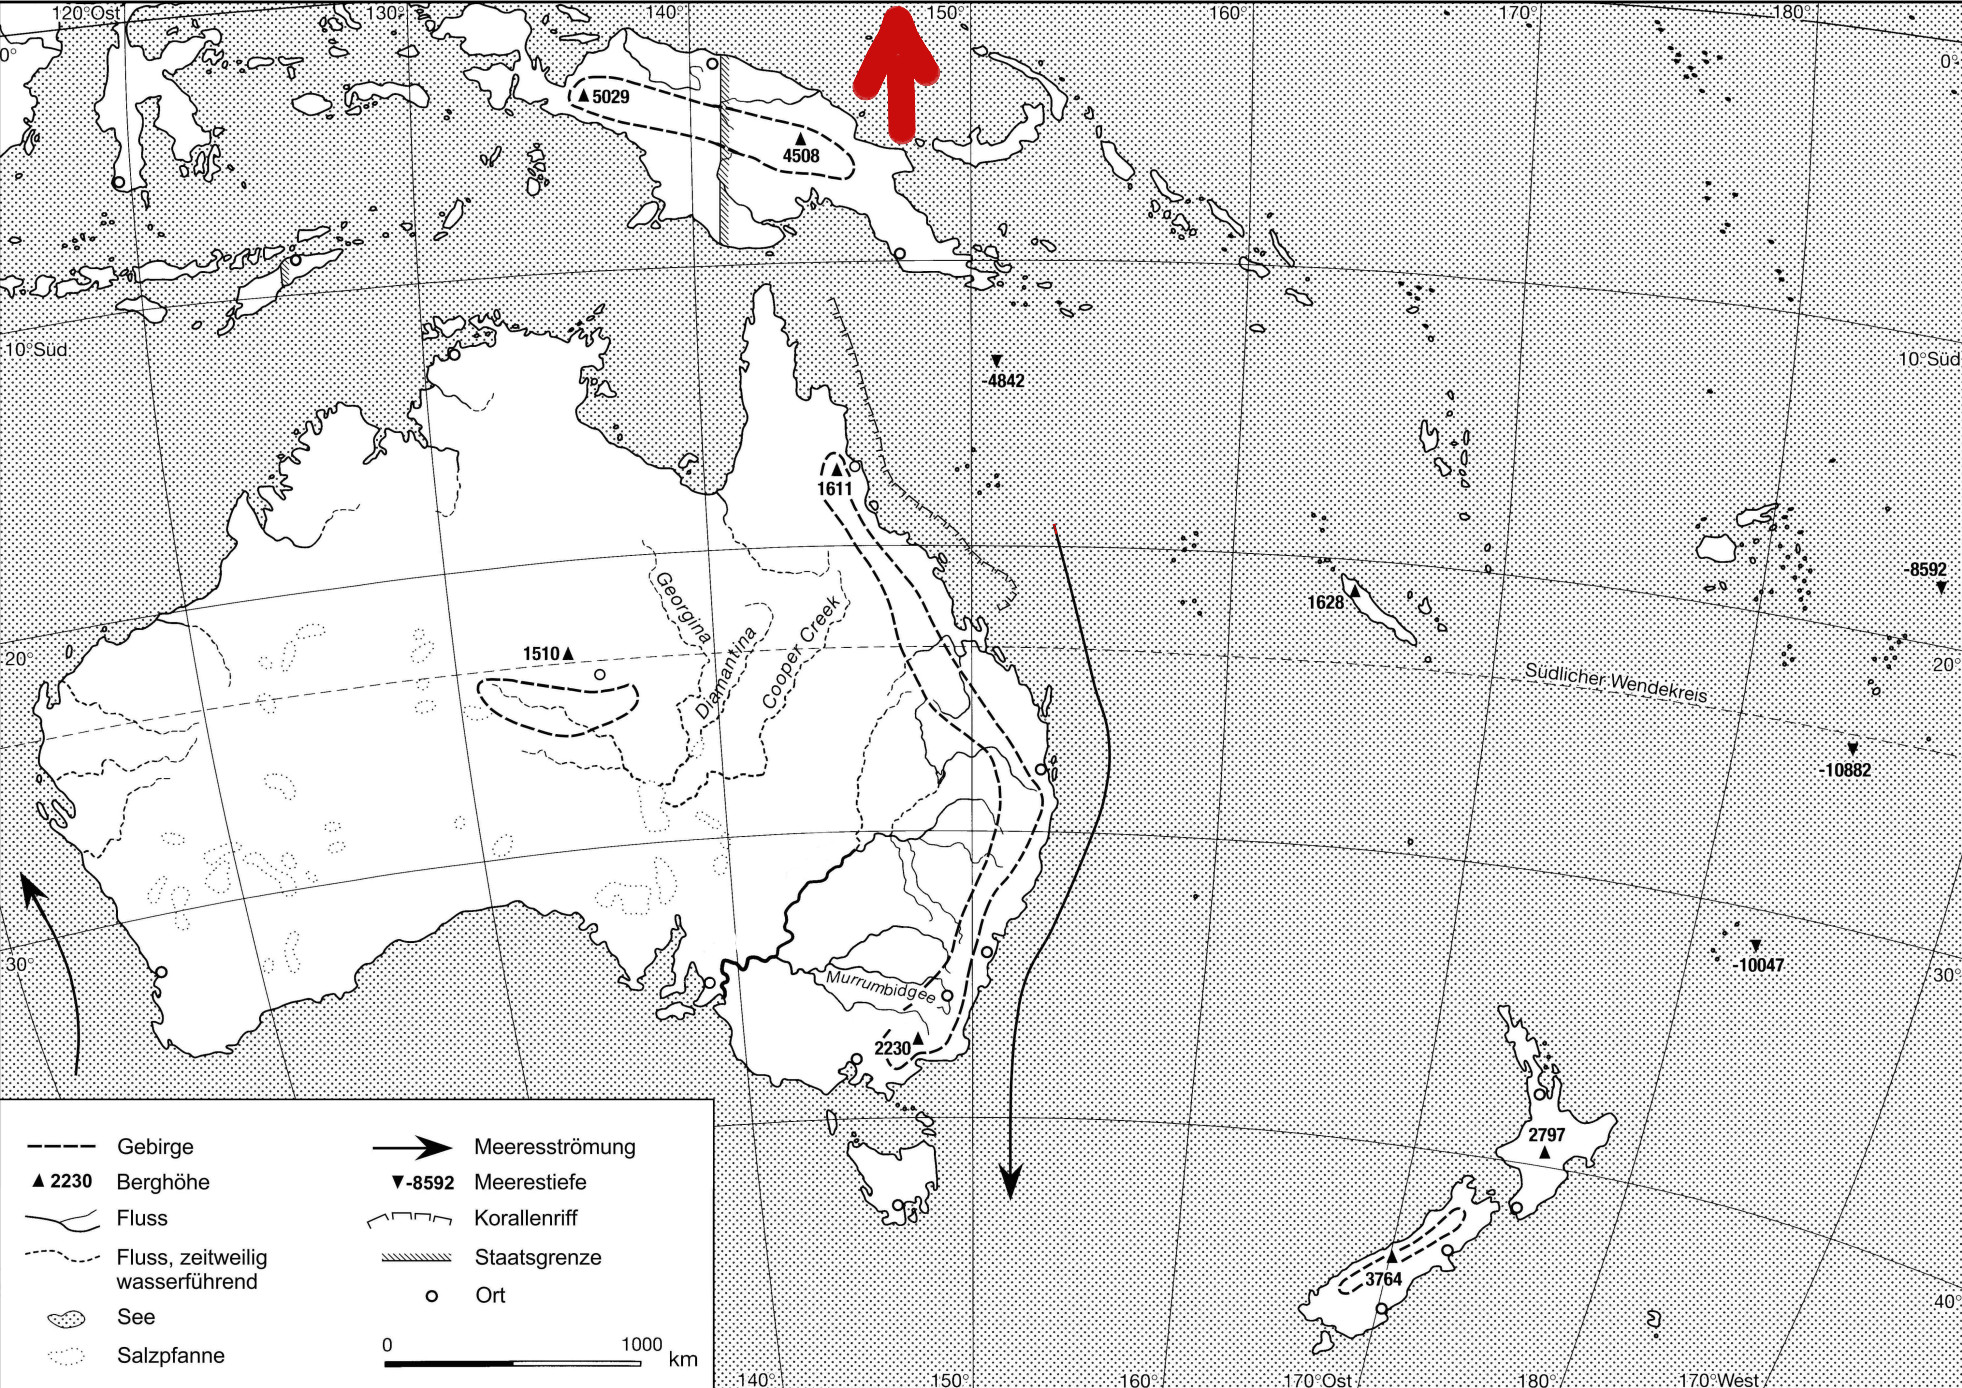 120°Ost
130°
140°
150°
160°
170°
180°
0°
0°
5029
4508
10°Süd
10°Süd
-4842
1611
Georgina
Diamantina
Cooper Creek
1510
1628
-8592
20°
20°
Südlicher Wendekreis
-10882
-10047
30°
30°
Murrumbidgee
2230
2797
3764
40°
Gebirge
2230 Berghöhe
Fluss
Fluss, zeitweilig
wasserführend
See
Salzpfanne
Meeresströmung
-8592 Meerestiefe
Korallenriff
Staatsgrenze
Ort
0 1000 km
140°
150°
160°
170°Ost
180°
170°West